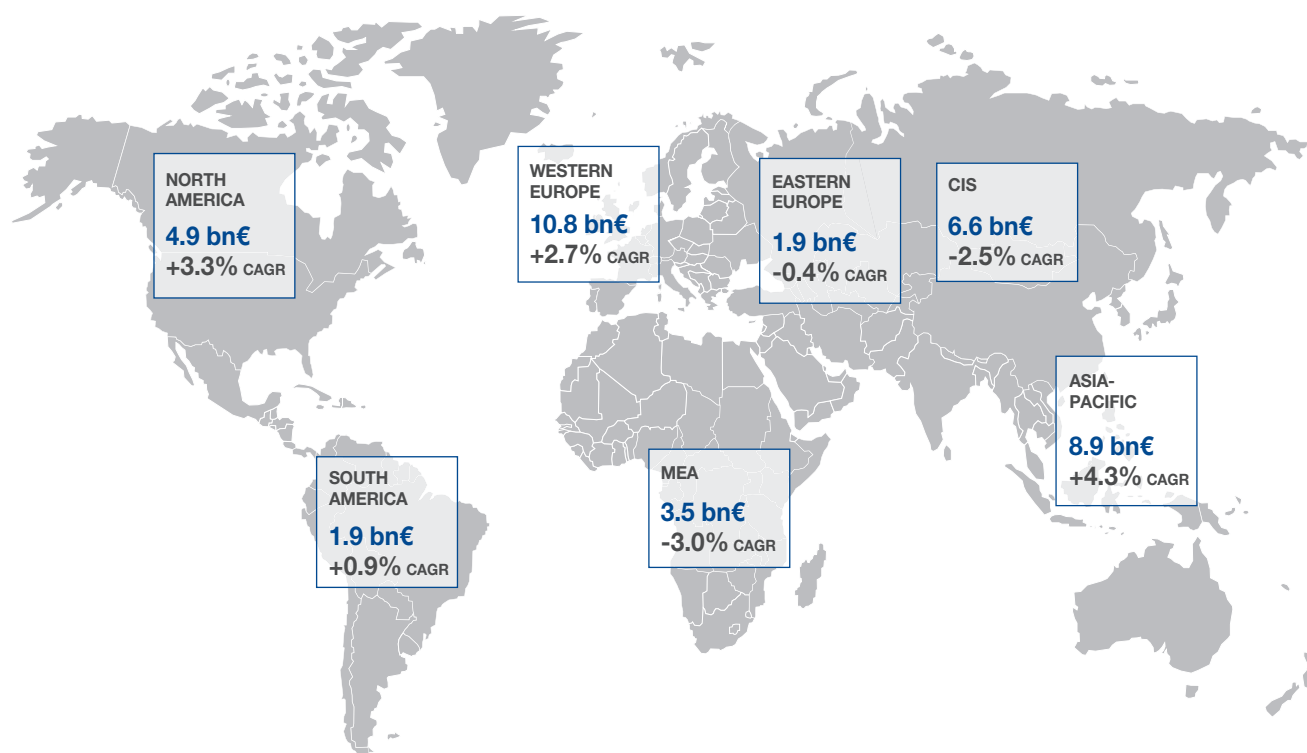 NORTH
AMERICA
4.9 bn€
+3.3% CAGR
WESTERN
EUROPE
10.8 bn€
+2.7% CAGR
EASTERN
EUROPE
1.9 bn€
-0.4% CAGR
CIS
6.6 bn€
-2.5% CAGR
ASIA-
PACIFIC
8.9 bn€
+4.3% CAGR
SOUTH
AMERICA
1.9 bn€
+0.9% CAGR
MEA
3.5 bn€
-3.0% CAGR